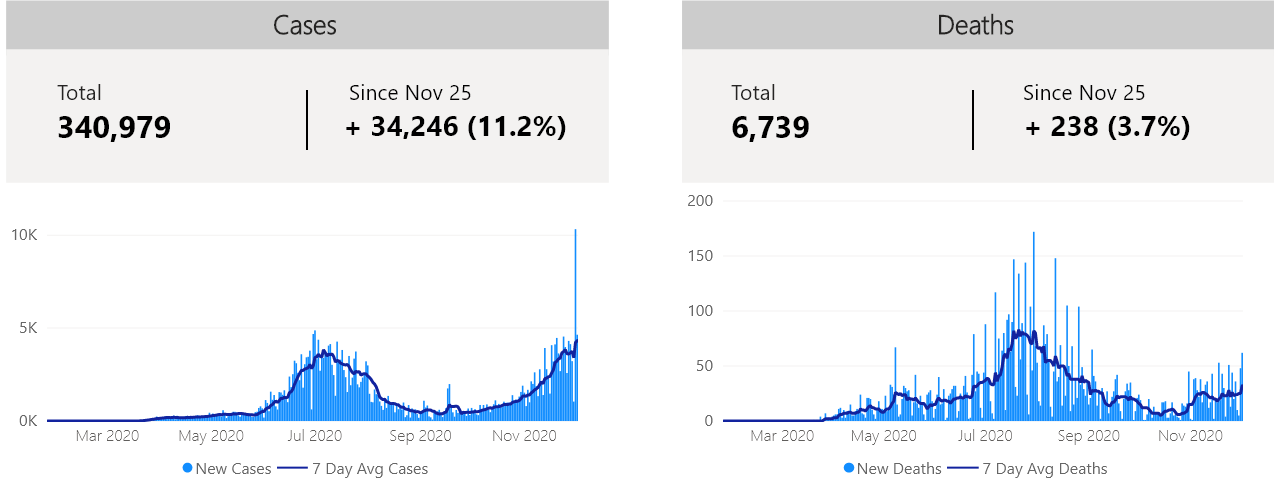 Cases
Total
340,979
Since Nov 25
+ 34,246 (11.2%)
10K
5K
0K
Mar 2020 May 2020 Jul 2020 Sep 2020 Nov 2020
New Cases 7 Day Avg Cases
Deaths
Total
6,739
Since Nov 25
+ 238 (3.7%)
200
150
100
50
0
Mar 2020 May 2020 Jul 2020 Sep 2020 Nov 2020
New Deaths 7 Day Avg Deaths